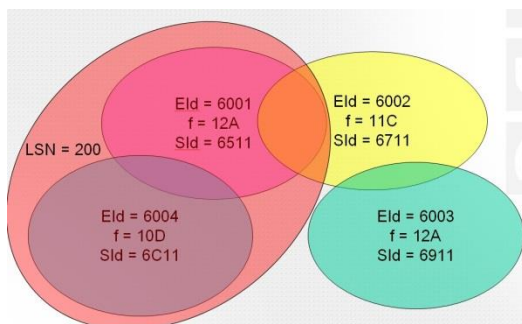 EId = 6001
f = 12A
SId = 6511
EId = 6002
f = 11C
SId = 6711
LSN = 200
EId = 6004
f = 10D
SId = 6C11
EId = 6003
f = 12A
SId = 6911